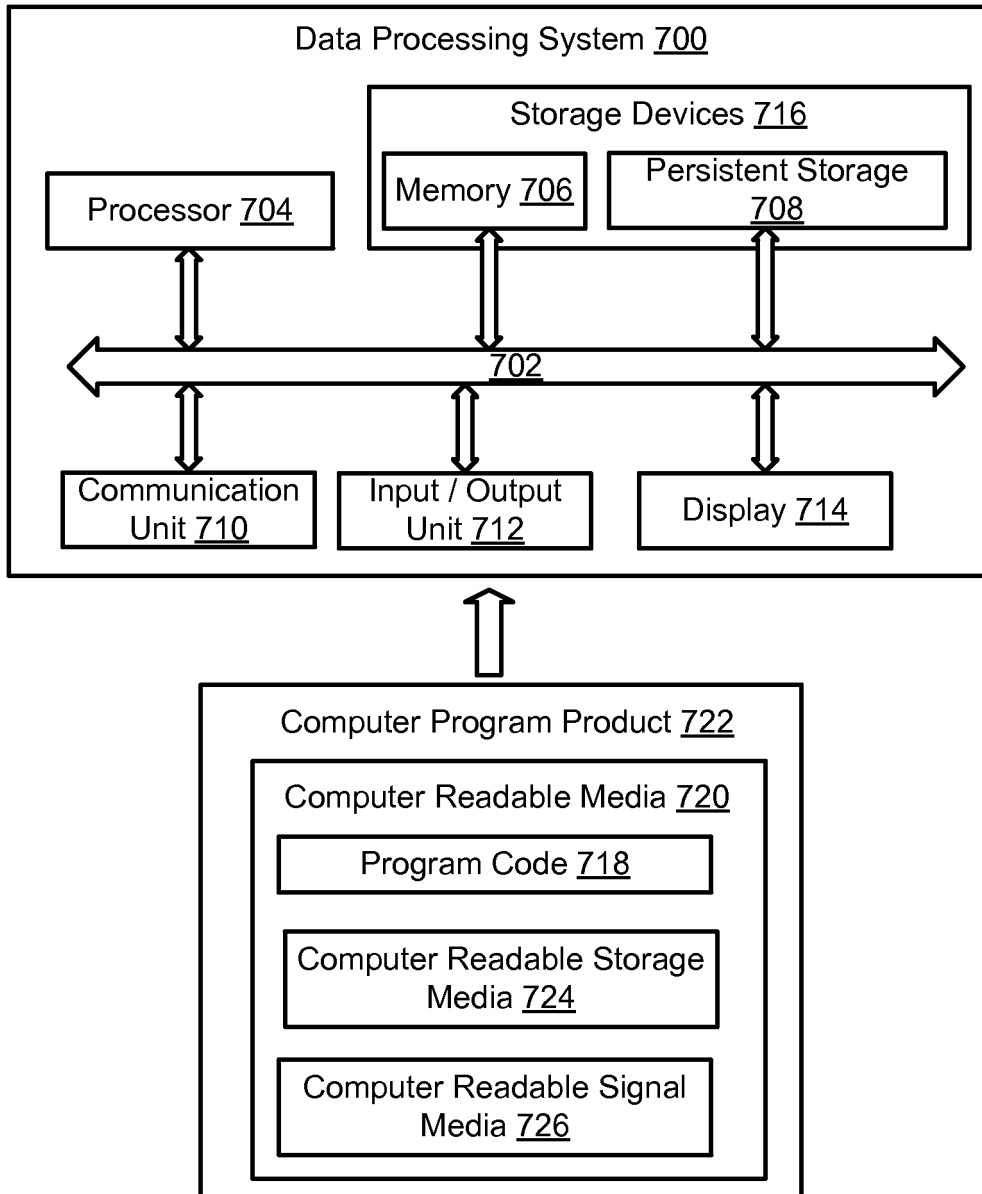 Data Processing System 700
Storage Devices 716
Processor 704
Memory 706
Persistent Storage
708
702
Communication
Unit 710
Input / Output
Unit 712
Display 714
Computer Program Product 722
Computer Readable Media 720
Program Code 718
Computer Readable Storage
Media 724
Computer Readable Signal
Media 726